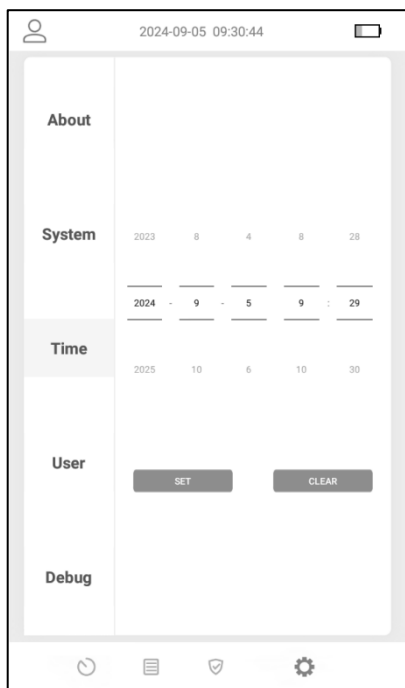 2024-09-05 09:30:44
About
System
Time
User
Debug
2023 8 4 8 28
2024 - 9 - 5 9 : 29
2025 10 6 10 30
SET CLEAR